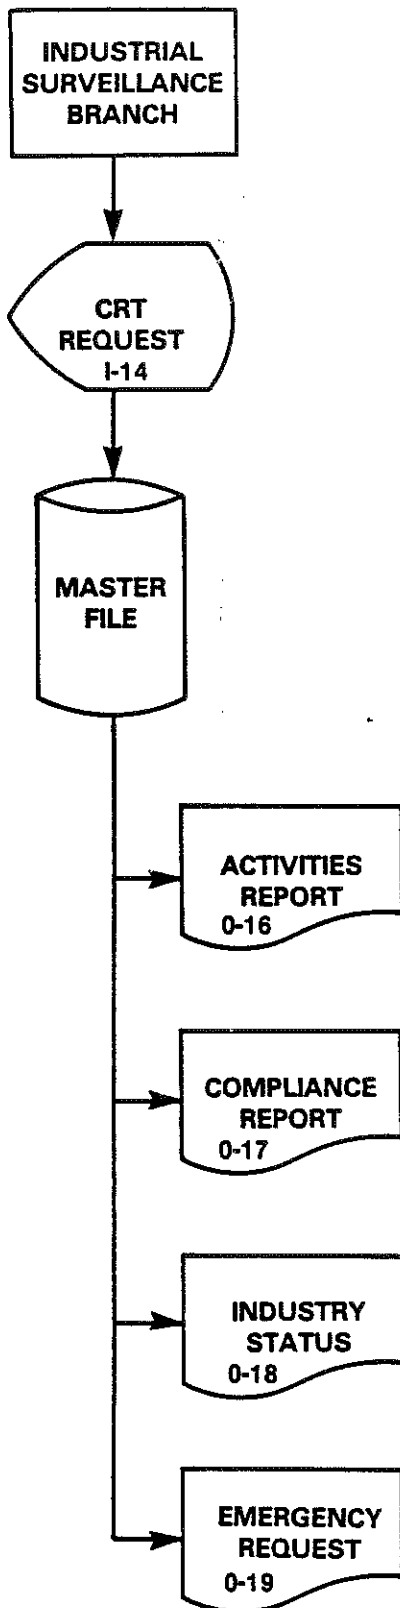 INDUSTRIAL
SURVEILLANCE
BRANCH
CRT
REQUEST
I-14
MASTER
FILE
ACTIVITIES
REPORT
0-16
COMPLIANCE
REPORT
0-17
INDUSTRY
STATUS
0-18
EMERGENCY
REQUEST
0-19